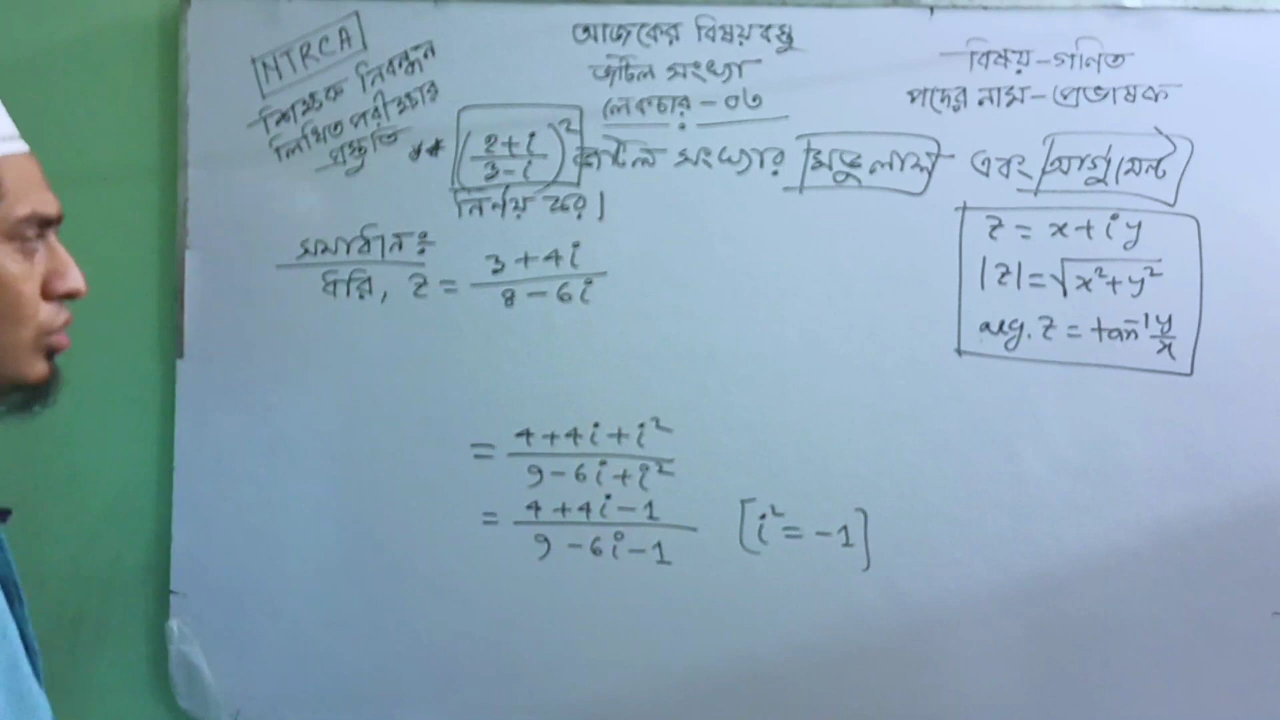 NTRCA
শিক্ষক নিবন্ধন
লিখিত পরীক্ষার
প্রস্তুতি
আজকের বিষয়বস্তু
জটিল সংখ্যা
লেকচার - ০৩
বিষয় - গণিত
পদের নাম - প্রভাষক
** ((2+i)/(3-i))² জটিল সংখ্যার মডুলাস এবং আর্গুমেন্ট
নির্ণয় কর।
z = x+iy
|z| = √(x²+y²)
arg. z = tan⁻¹ y/x
সমাধানঃ
ধরি, z = (3+4i)/(8-6i)
= (4+4i+i²)/(9-6i+i²)
= (4+4i-1)/(9-6i-1) [i² = -1]